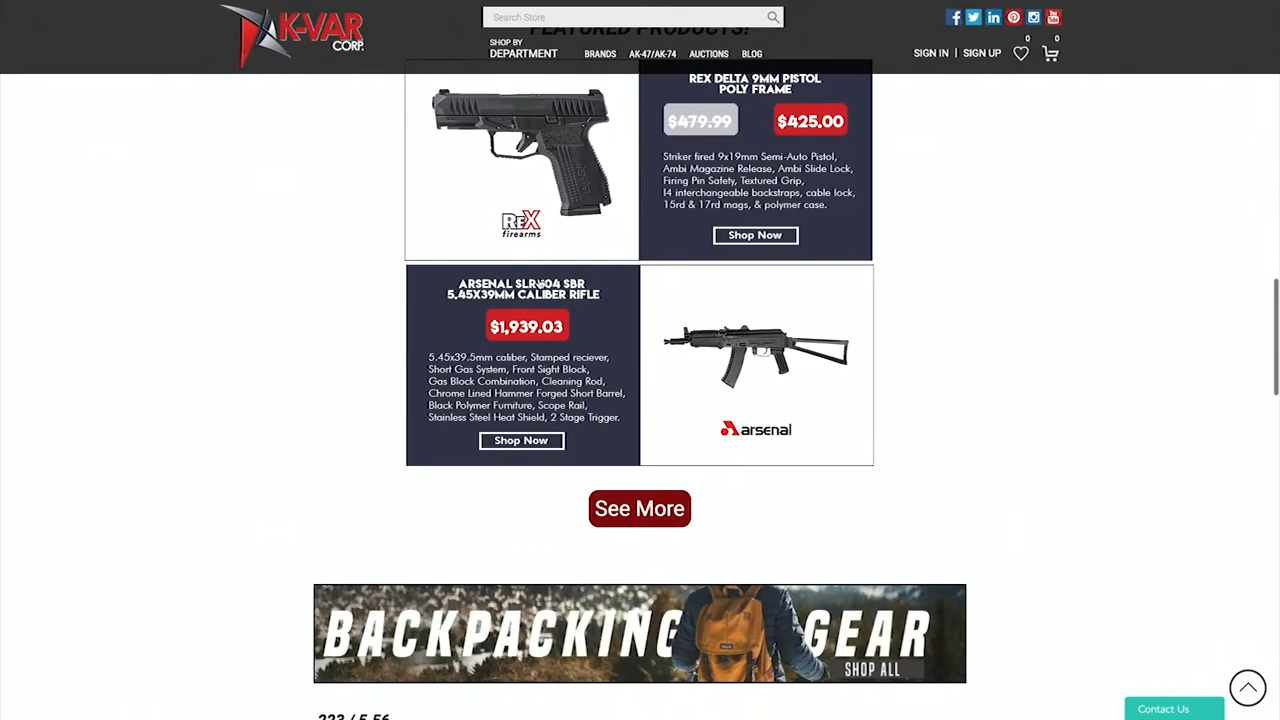 K-VAR
CORP.
Search Store
FEATURED PRODUCTS!
SHOP BY
DEPARTMENT
BRANDS
AK-47/AK-74
AUCTIONS
BLOG
SIGN IN | SIGN UP
0
0
REX DELTA 9MM PISTOL
POLY FRAME
$479.99
$425.00
Striker fired 9x19mm Semi-Auto Pistol,
Ambi Magazine Release, Ambi Slide Lock,
Firing Pin Safety, Textured Grip,
14 interchangeable backstraps, cable lock,
15rd & 17rd mags, & polymer case.
Shop Now
REX
firearms
ARSENAL SLR-104 SBR
5.45X39MM CALIBER RIFLE
$1,939.03
5.45x39.5mm caliber, Stamped reciever,
Short Gas System, Front Sight Block,
Gas Block Combination, Cleaning Rod,
Chrome Lined Hammer Forged Short Barrel,
Black Polymer Furniture, Scope Rail,
Stainless Steel Heat Shield, 2 Stage Trigger.
Shop Now
arsenal
See More
BACKPACKING GEAR
SHOP ALL
223 / 5.56
Contact Us